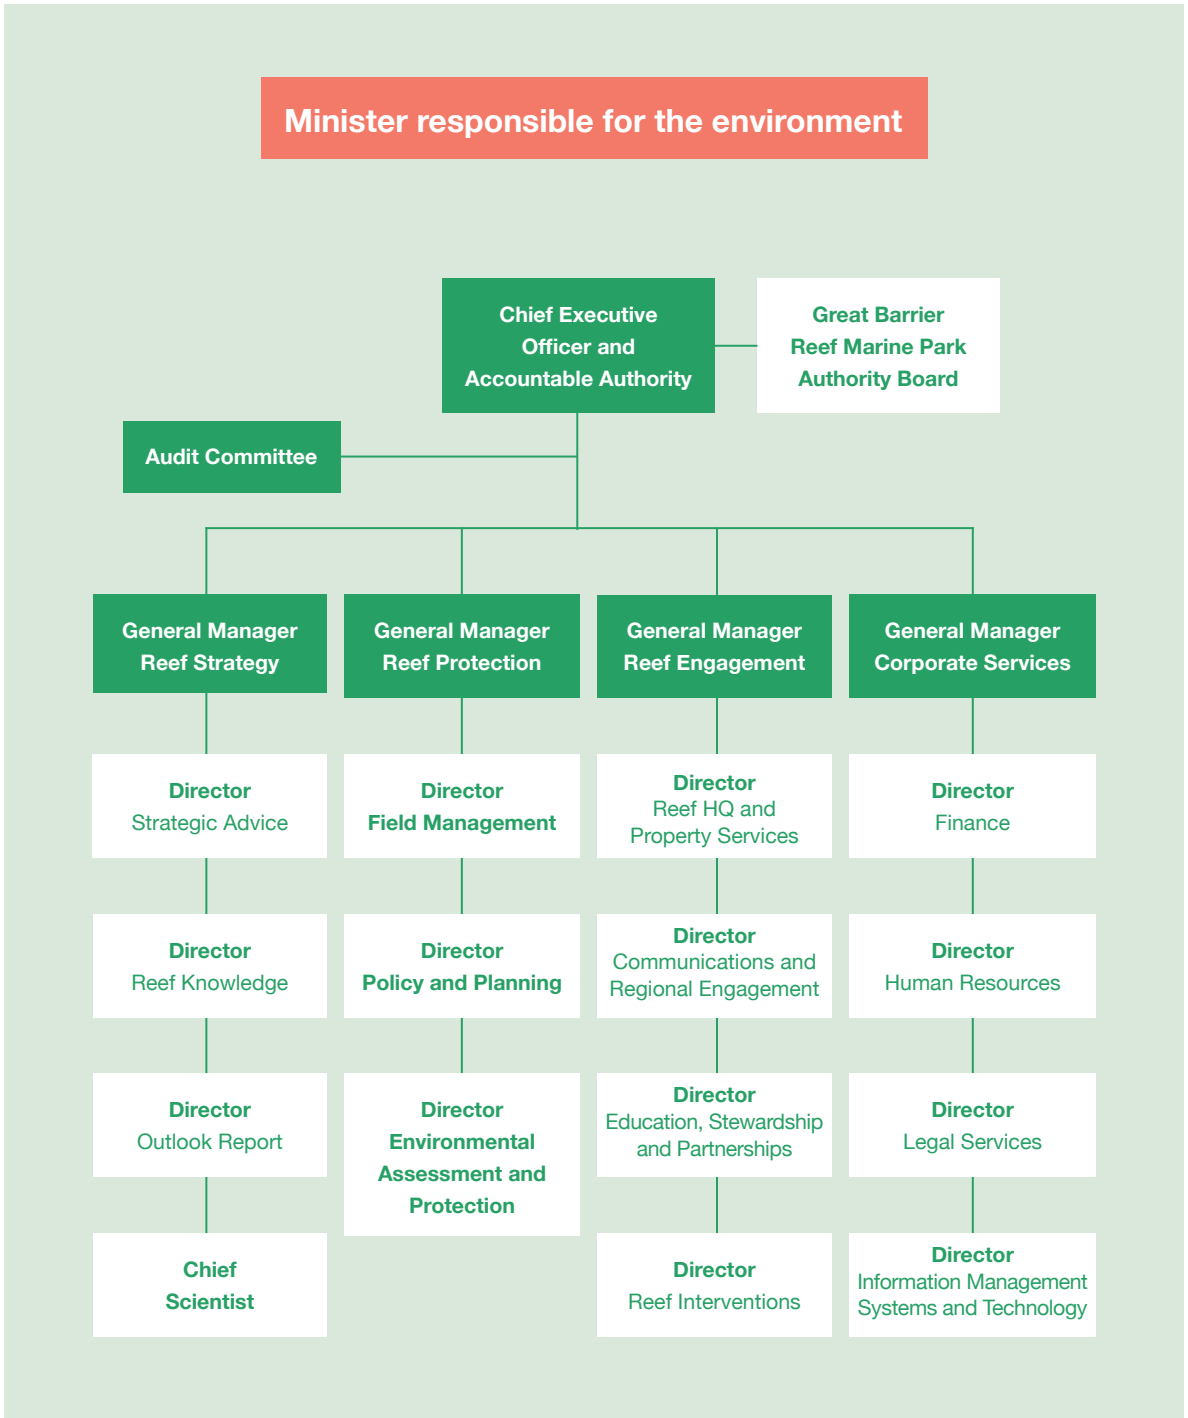 Minister responsible for the environment
Chief Executive
Officer and
Accountable Authority
Great Barrier
Reef Marine Park
Authority Board
Audit Committee
General Manager
Reef Strategy
General Manager
Reef Protection
General Manager
Reef Engagement
General Manager
Corporate Services
Director
Strategic Advice
Director
Field Management
Director
Reef HQ and
Property Services
Director
Finance
Director
Reef Knowledge
Director
Policy and Planning
Director
Communications and
Regional Engagement
Director
Human Resources
Director
Outlook Report
Director
Environmental
Assessment and
Protection
Director
Education, Stewardship
and Partnerships
Director
Legal Services
Chief
Scientist
Director
Reef Interventions
Director
Information Management
Systems and Technology